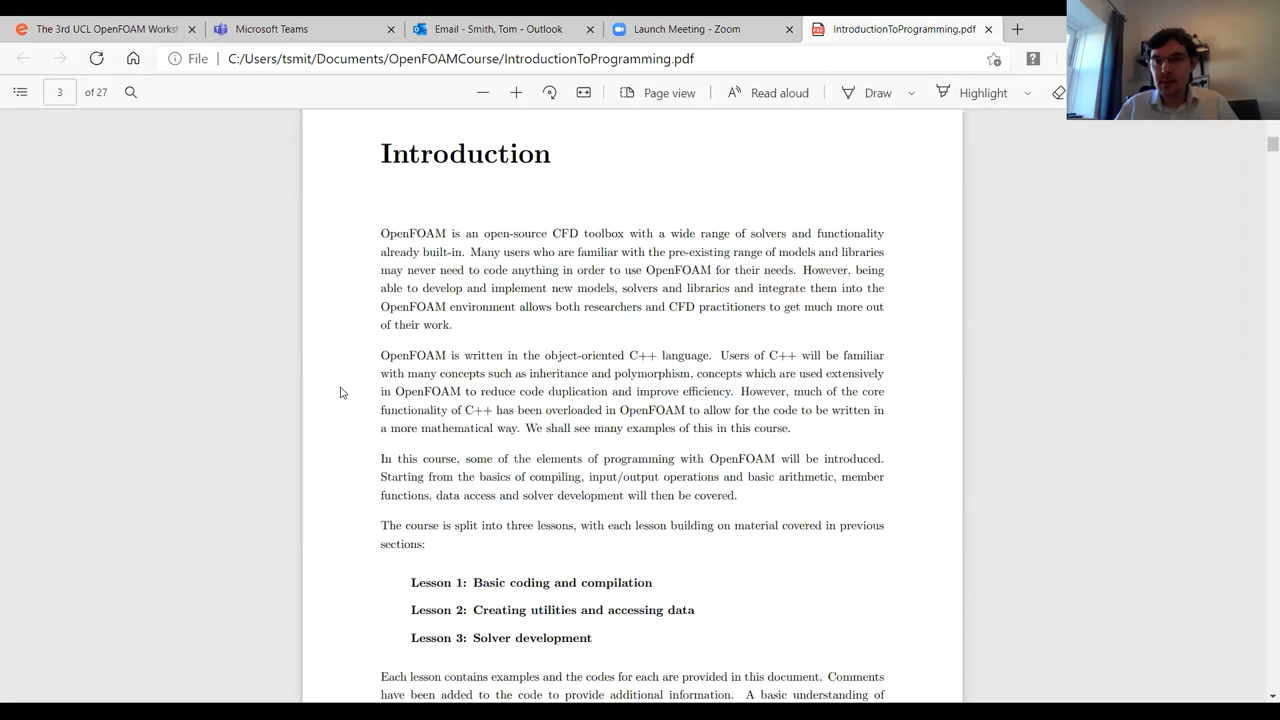 The 3rd UCL OpenFOAM Works
Microsoft Teams
Email - Smith, Tom - Outlook
Launch Meeting - Zoom
IntroductionToProgramming.pdf
File
C:/Users/tsmit/Documents/OpenFOAMCourse/IntroductionToProgramming.pdf
3 of 27
Page view
Read aloud
Draw
Highlight
Introduction
OpenFOAM is an open-source CFD toolbox with a wide range of solvers and functionality
already built-in. Many users who are familiar with the pre-existing range of models and libraries
may never need to code anything in order to use OpenFOAM for their needs. However, being
able to develop and implement new models, solvers and libraries and integrate them into the
OpenFOAM environment allows both researchers and CFD practitioners to get much more out
of their work.
OpenFOAM is written in the object-oriented C++ language. Users of C++ will be familiar
with many concepts such as inheritance and polymorphism, concepts which are used extensively
in OpenFOAM to reduce code duplication and improve efficiency. However, much of the core
functionality of C++ has been overloaded in OpenFOAM to allow for the code to be written in
a more mathematical way. We shall see many examples of this in this course.
In this course, some of the elements of programming with OpenFOAM will be introduced.
Starting from the basics of compiling, input/output operations and basic arithmetic, member
functions, data access and solver development will then be covered.
The course is split into three lessons, with each lesson building on material covered in previous
sections:
Lesson 1: Basic coding and compilation
Lesson 2: Creating utilities and accessing data
Lesson 3: Solver development
Each lesson contains examples and the codes for each are provided in this document. Comments
have been added to the code to provide additional information. A basic understanding of